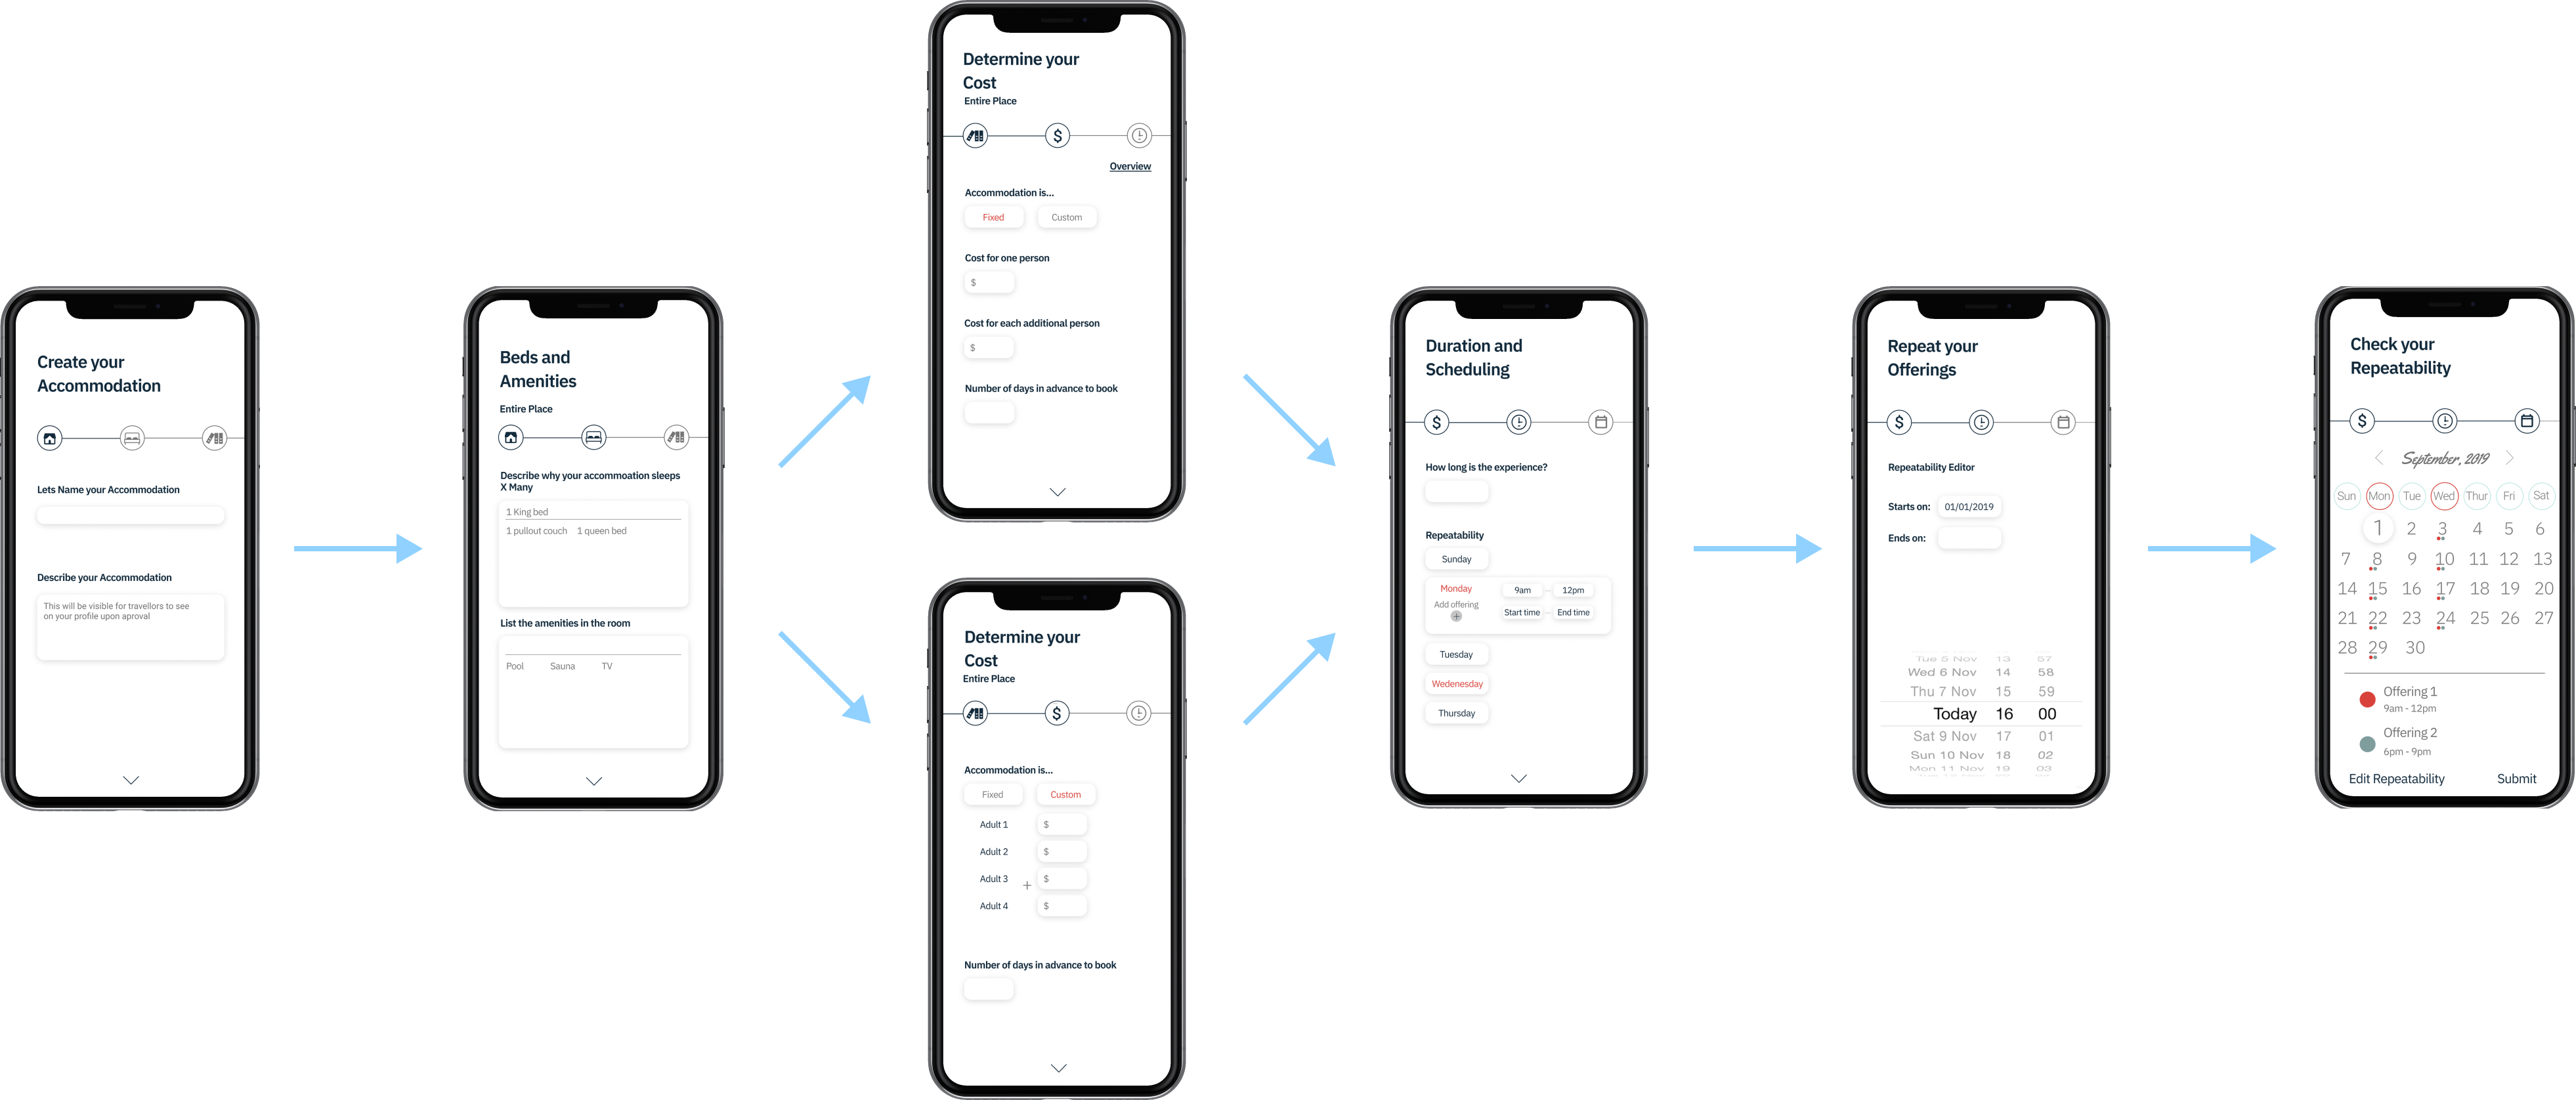 Create your
Accommodation
Lets Name your Accommodation
Describe your Accommodation
This will be visible for travellors to see
on your profile upon aproval
Beds and
Amenities
Entire Place
Describe why your accommoation sleeps
X Many
1 King bed
1 pullout couch 1 queen bed
List the amenities in the room
Pool Sauna TV
Determine your
Cost
Entire Place
$
Overview
Accommodation is...
Fixed Custom
Cost for one person
$
Cost for each additional person
$
Number of days in advance to book
Determine your
Cost
Entire Place
$
Accommodation is...
Fixed Custom
Adult 1 $
Adult 2 $
Adult 3 + $
Adult 4 $
Number of days in advance to book
Duration and
Scheduling
$
How long is the experience?
Repeatability
Sunday
Monday 9am 12pm
Add offering
+ Start time End time
Tuesday
Wedenesday
Thursday
Repeat your
Offerings
$
Repeatability Editor
Starts on: 01/01/2019
Ends on:
Tue 5 Nov 13 57
Wed 6 Nov 14 58
Thu 7 Nov 15 59
Today 16 00
Sat 9 Nov 17 01
Sun 10 Nov 18 02
Mon 11 Nov 19 03
Check your
Repeatability
$
September, 2019
Sun Mon Tue Wed Thur Fri Sat
1 2 3 4 5 6
7 8 9 10 11 12 13
14 15 16 17 18 19 20
21 22 23 24 25 26 27
28 29 30
Offering 1
9am - 12pm
Offering 2
6pm - 9pm
Edit Repeatability Submit